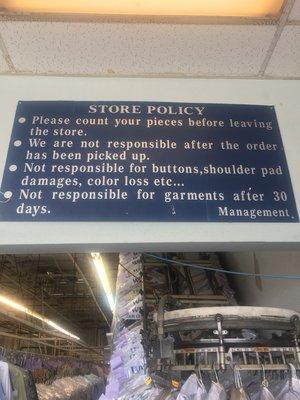 STORE POLICY
● Please count your pieces before leaving
the store.
● We are not responsible after the order
has been picked up.
● Not responsible for buttons,shoulder pad
damages, color loss etc...
● Not responsible for garments after 30
days.
Management